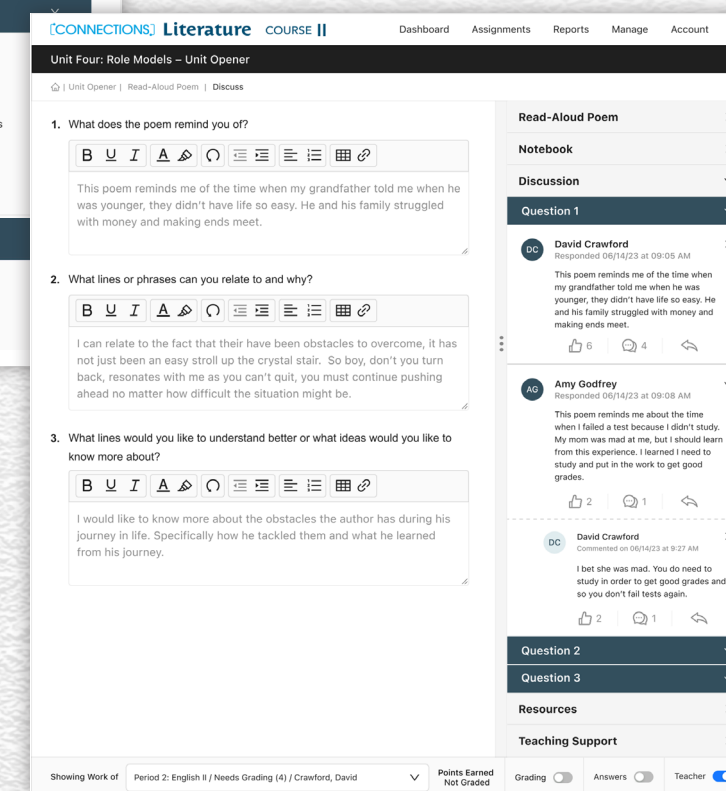 [CONNECTIONS] Literature COURSE II
Dashboard Assignments Reports Manage Account
Unit Four: Role Models – Unit Opener
| Unit Opener | Read-Aloud Poem | Discuss
1. What does the poem remind you of?
B U I A
This poem reminds me of the time when my grandfather told me when he
was younger, they didn't have life so easy. He and his family struggled
with money and making ends meet.
2. What lines or phrases can you relate to and why?
B U I A
I can relate to the fact that their have been obstacles to overcome, it has
not just been an easy stroll up the crystal stair. So boy, don't you turn
back, resonates with me as you can't quit, you must continue pushing
ahead no matter how difficult the situation might be.
3. What lines would you like to understand better or what ideas would you like to
know more about?
B U I A
I would like to know more about the obstacles the author has during his
journey in life. Specifically how he tackled them and what he learned
from his journey.
Read-Aloud Poem
Notebook
Discussion
Question 1
DC
David Crawford
Responded 06/14/23 at 09:05 AM
This poem reminds me of the time when
my grandfather told me when he was
younger, they didn't have life so easy. He
and his family struggled with money and
making ends meet.
6 4
AG
Amy Godfrey
Responded 06/14/23 at 09:08 AM
This poem reminds me about the time
when I failed a test because I didn't study.
My mom was mad at me, but I should learn
from this experience. I learned I need to
study and put in the work to get good
grades.
2 1
DC
David Crawford
Commented on 06/14/23 at 9:27 AM
I bet she was mad. You do need to
study in order to get good grades and
so you don't fail tests again.
2 1
Question 2
Question 3
Resources
Teaching Support
Showing Work of
Period 2: English II / Needs Grading (4) / Crawford, David
Points Earned
Not Graded
Grading
Answers
Teacher